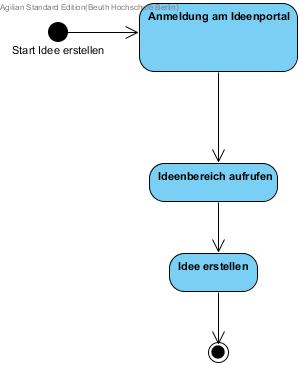 Agilian Standard Edition(Beuth Hochschule Berlin)
Anmeldung am Ideenportal
Start Idee erstellen
Ideenbereich aufrufen
Idee erstellen